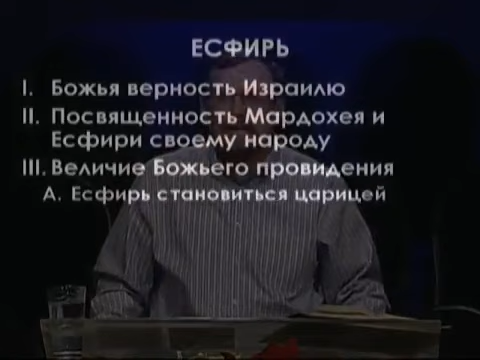 ЕСФИРЬ
I. Божья верность Израилю
II. Посвященность Мардохея и
Есфири своему народу
III. Величие Божьего провидения
А. Есфирь становиться царицей